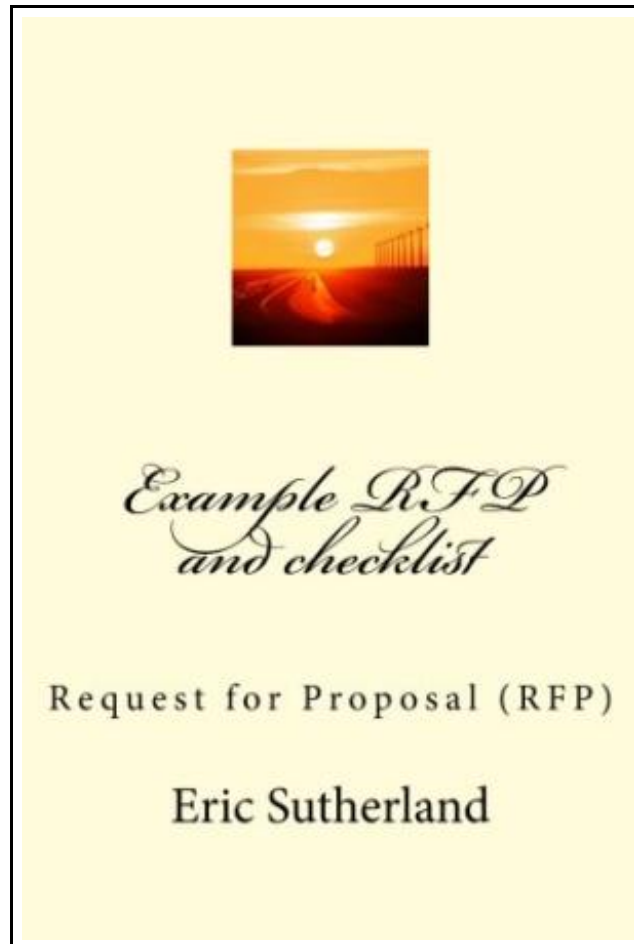 Example RFP
and checklist
Request for Proposal (RFP)
Eric Sutherland